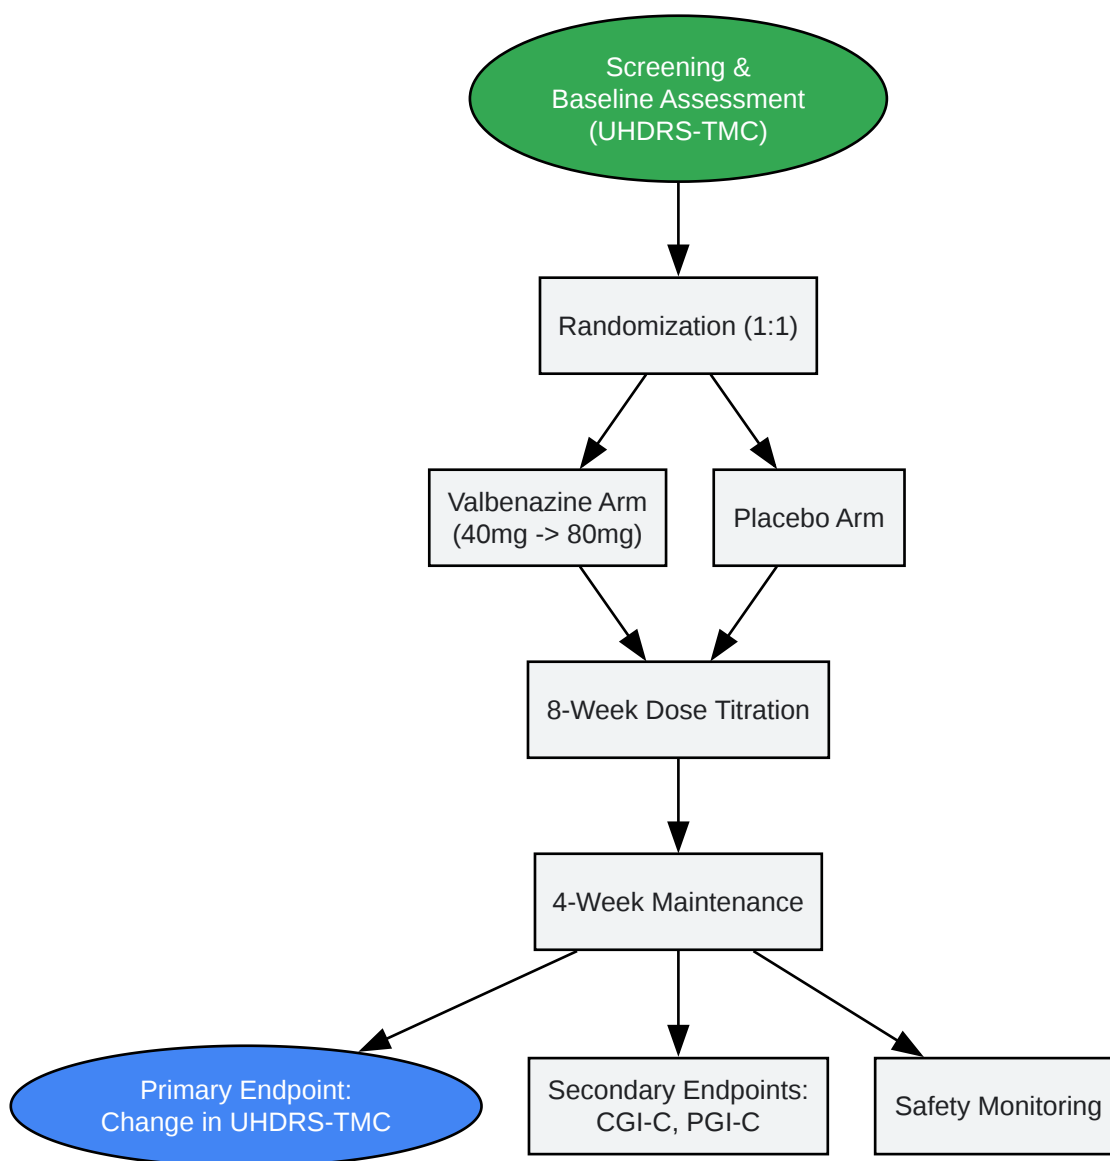 Screening &
Baseline Assessment
(UHDRS-TMC)
Randomization (1:1)
Valbenazine Arm
(40mg -> 80mg)
Placebo Arm
8-Week Dose Titration
4-Week Maintenance
Primary Endpoint:
Change in UHDRS-TMC
Secondary Endpoints:
CGI-C, PGI-C
Safety Monitoring